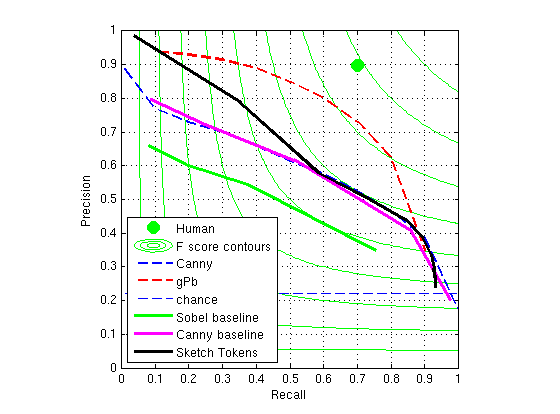 1
0.9
0.8
0.7
0.6
0.5
0.4
0.3
0.2
0.1
0
Precision
Human
F score contours
Canny
gPb
chance
Sobel baseline
Canny baseline
Sketch Tokens
0 0.1 0.2 0.3 0.4 0.5 0.6 0.7 0.8 0.9 1
Recall